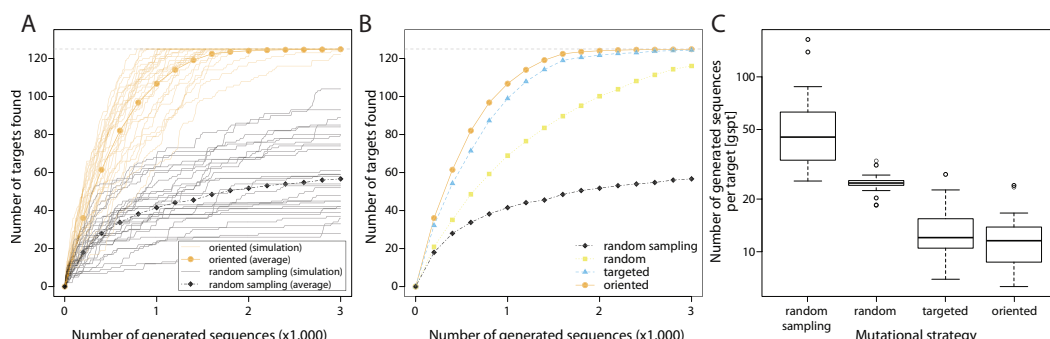 A
Number of targets found
120
100
80
60
40
20
0
oriented (simulation)
oriented (average)
random sampling (simulation)
random sampling (average)
0
1
2
3
Number of generated sequences (x1,000)
B
Number of targets found
120
100
80
60
40
20
0
random sampling
random
targeted
oriented
0
1
2
3
Number of generated sequences (x1,000)
C
Number of generated sequences
per target [gspt]
100
50
20
10
random
sampling
random
targeted
oriented
Mutational strategy